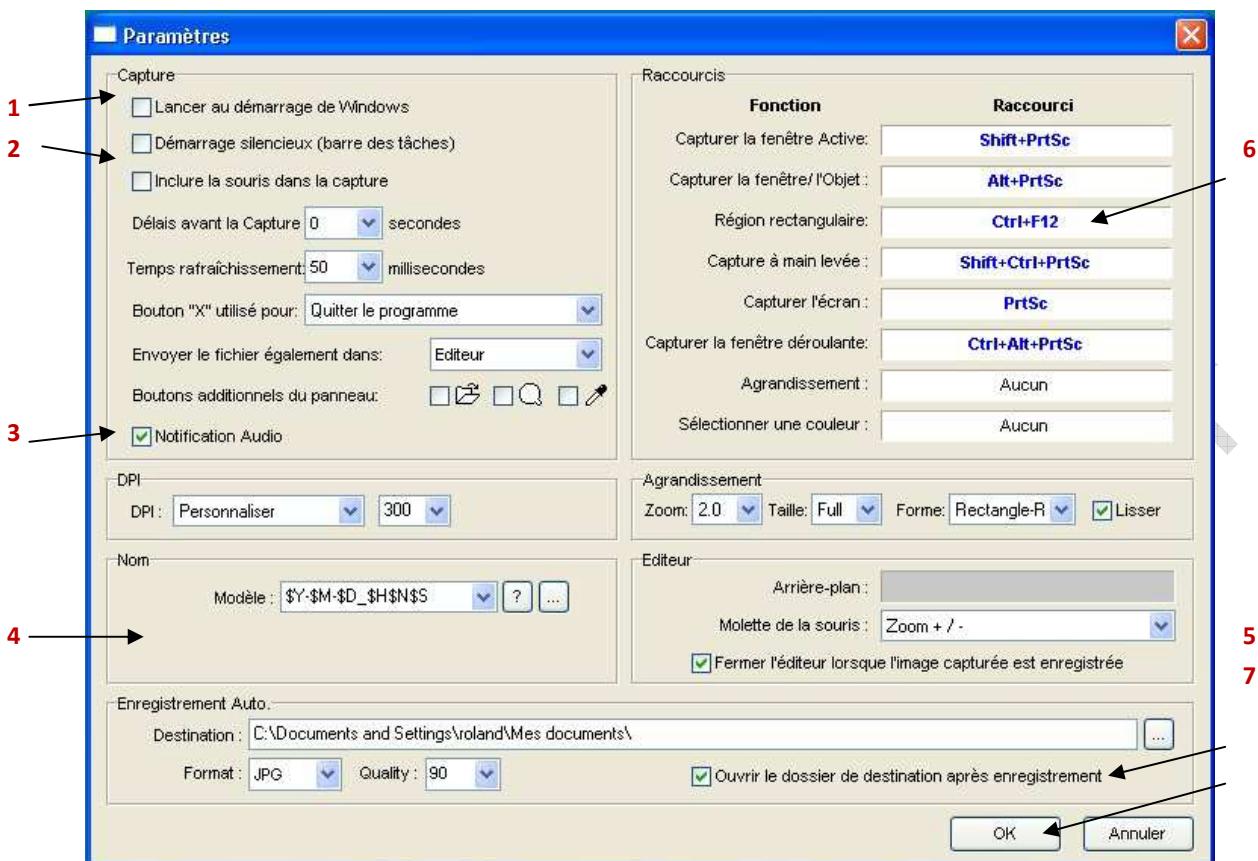 Paramètres
Capture
1
Lancer au démarrage de Windows
2
Démarrage silencieux (barre des tâches)
Inclure la souris dans la capture
Délais avant la Capture 0 secondes
Temps rafraîchissement: 50 millisecondes
Bouton "X" utilisé pour: Quitter le programme
Envoyer le fichier également dans: Editeur
Boutons additionnels du panneau:
3
Notification Audio
Raccourcis
Fonction Raccourci
Capturer la fenêtre Active: Shift+PrtSc
6
Capturer la fenêtre/ l'Objet : Alt+PrtSc
Région rectangulaire: Ctrl+F12
Capture à main levée : Shift+Ctrl+PrtSc
Capturer l'écran : PrtSc
Capturer la fenêtre déroulante: Ctrl+Alt+PrtSc
Agrandissement : Aucun
Sélectionner une couleur : Aucun
DPI
DPI : Personnaliser 300
Agrandissement
Zoom: 2.0 Taille: Full Forme: Rectangle-R Lisser
Nom
Modèle : $Y-$M-$D_$H$N$S ? ...
4
Editeur
Arrière-plan :
Molette de la souris : Zoom + / -
5
Fermer l'éditeur lorsque l'image capturée est enregistrée
7
Enregistrement Auto.
Destination : C:\Documents and Settings\roland\Mes documents\ ...
Format : JPG Quality : 90 Ouvrir le dossier de destination après enregistrement
OK Annuler